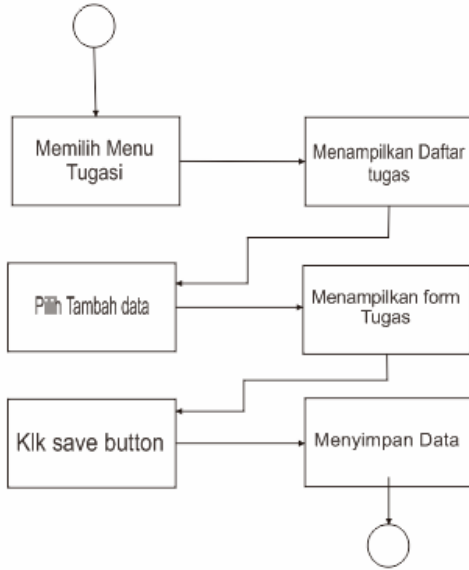 Memilih Menu
Tugasi
Menampilkan Daftar
tugas
Pilih Tambah data
Menampilkan form
Tugas
Klk save button
Menyimpan Data